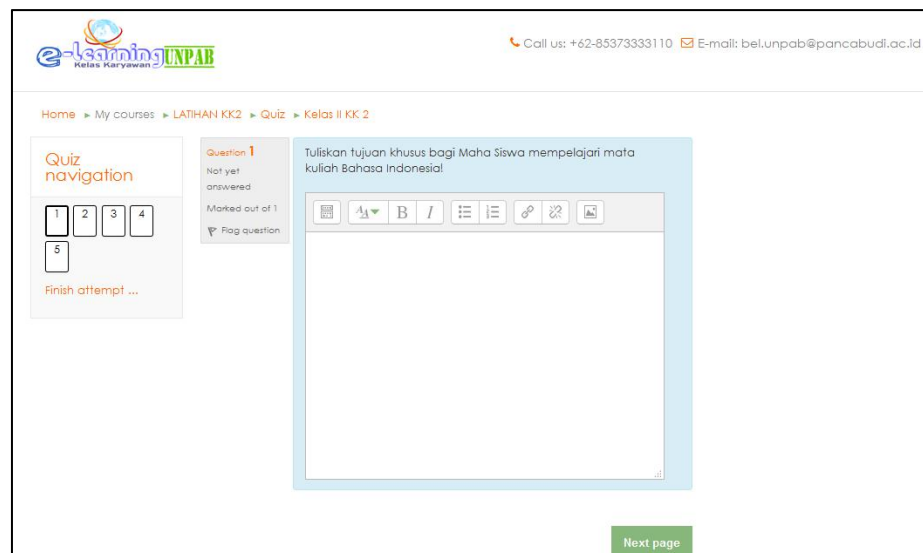 e-Learning UNPAB
Kelas Karyawan
Call us: +62-85373333110 E-mail: bel.unpab@pancabudi.ac.id
Home ► My courses ► LATIHAN KK2 ► Quiz ► Kelas II KK 2
Quiz
navigation
1 2 3 4
5
Finish attempt ...
Question 1
Not yet
answered
Marked out of 1
Flag question
Tuliskan tujuan khusus bagi Maha Siswa mempelajari mata
kuliah Bahasa Indonesia!
B I
Next page